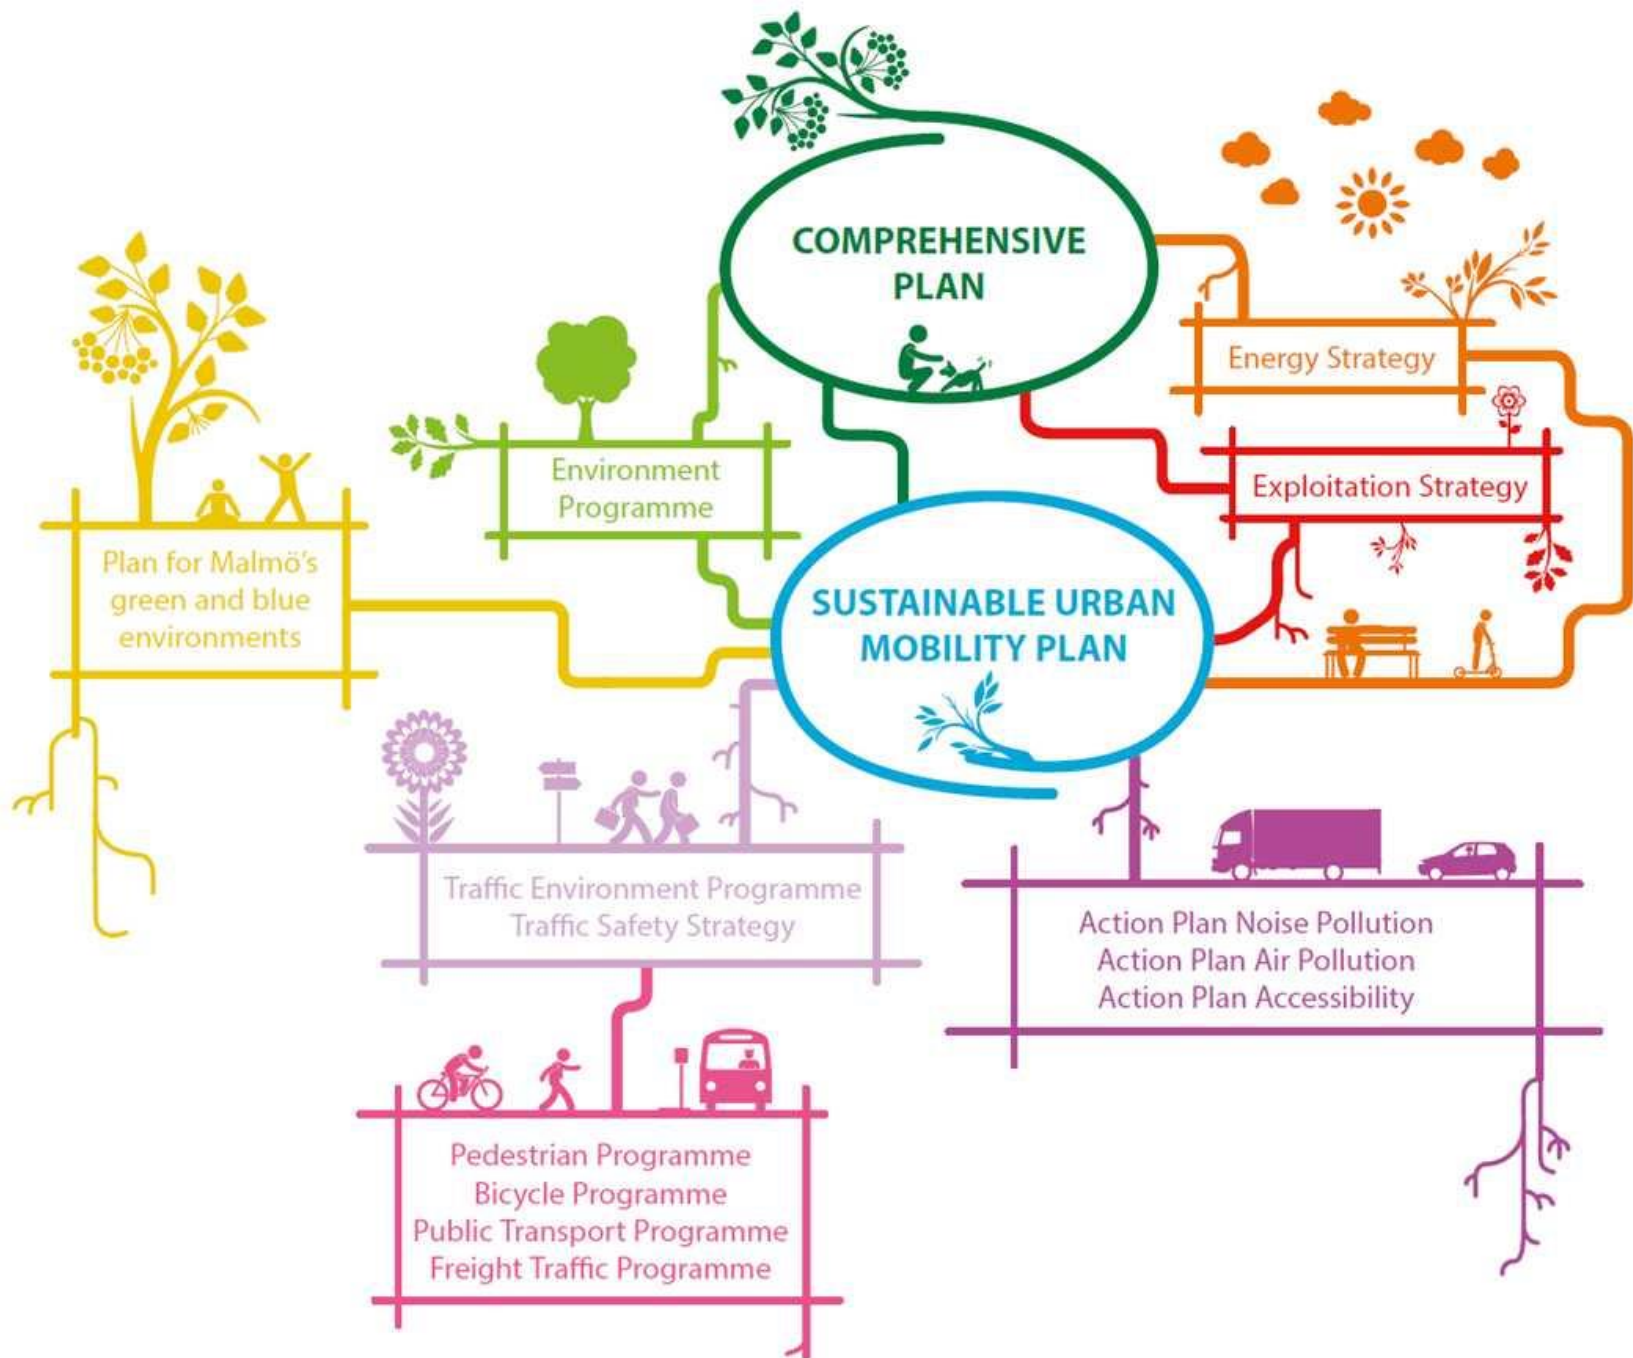 COMPREHENSIVE
PLAN
Energy Strategy
Environment
Programme
Exploitation Strategy
Plan for Malmö's
green and blue
environments
SUSTAINABLE URBAN
MOBILITY PLAN
Traffic Environment Programme
Traffic Safety Strategy
Action Plan Noise Pollution
Action Plan Air Pollution
Action Plan Accessibility
Pedestrian Programme
Bicycle Programme
Public Transport Programme
Freight Traffic Programme